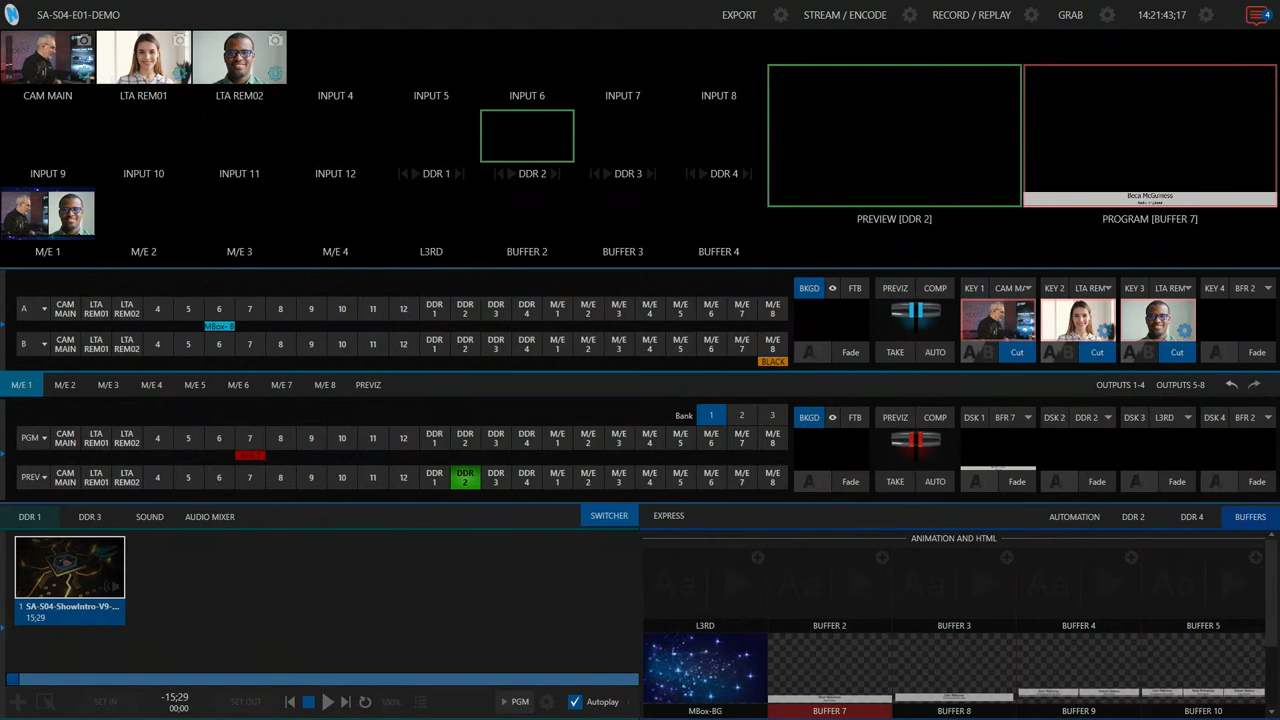 SA-S04-E01-DEMO EXPORT STREAM / ENCODE RECORD / REPLAY GRAB 14:21:43;17 4
CAM MAIN LTA REM01 LTA REM02 INPUT 4 INPUT 5 INPUT 6 INPUT 7 INPUT 8
INPUT 9 INPUT 10 INPUT 11 INPUT 12 DDR 1 DDR 2 DDR 3 DDR 4
Boca McGuiness
PREVIEW [DDR 2] PROGRAM [BUFFER 7]
M/E 1 M/E 2 M/E 3 M/E 4 L3RD BUFFER 2 BUFFER 3 BUFFER 4
BKGD FTB PREVIZ COMP KEY 1 CAM M/ KEY 2 LTA REM KEY 3 LTA REM KEY 4 BFR 2
A CAM MAIN LTA REM01 LTA REM02 4 5 6 7 8 9 10 11 12 DDR 1 DDR 2 DDR 3 DDR 4 M/E 1 M/E 2 M/E 3 M/E 4 M/E 5 M/E 6 M/E 7 M/E 8
MBox- B
B CAM MAIN LTA REM01 LTA REM02 4 5 6 7 8 9 10 11 12 DDR 1 DDR 2 DDR 3 DDR 4 M/E 1 M/E 2 M/E 3 M/E 4 M/E 5 M/E 6 M/E 7 M/E 8
A Fade TAKE AUTO A/B Cut A/B Cut A/B Cut A Fade
BLACK
M/E 1 M/E 2 M/E 3 M/E 4 M/E 5 M/E 6 M/E 7 M/E 8 PREVIZ OUTPUTS 1-4 OUTPUTS 5-8
Bank 1 2 3 BKGD FTB PREVIZ COMP DSK 1 BFR 7 DSK 2 DDR 2 DSK 3 L3RD DSK 4 BFR 2
PGM CAM MAIN LTA REM01 LTA REM02 4 5 6 7 8 9 10 11 12 DDR 1 DDR 2 DDR 3 DDR 4 M/E 1 M/E 2 M/E 3 M/E 4 M/E 5 M/E 6 M/E 7 M/E 8
PREV CAM MAIN LTA REM01 LTA REM02 4 5 6 7 8 9 10 11 12 DDR 1 DDR 2 DDR 3 DDR 4 M/E 1 M/E 2 M/E 3 M/E 4 M/E 5 M/E 6 M/E 7 M/E 8
A Fade TAKE AUTO A Fade A Fade A Fade A Fade
DDR 1 DDR 3 SOUND AUDIO MIXER SWITCHER EXPRESS AUTOMATION DDR 2 DDR 4 BUFFERS
ANIMATION AND HTML
1 SA-S04-ShowIntro-V9-...
15;29
L3RD BUFFER 2 BUFFER 3 BUFFER 4 BUFFER 5
SET IN -15;29 00;00 SET OUT 100% PGM Autoplay
MBox-BG BUFFER 7 BUFFER 8 BUFFER 9 BUFFER 10